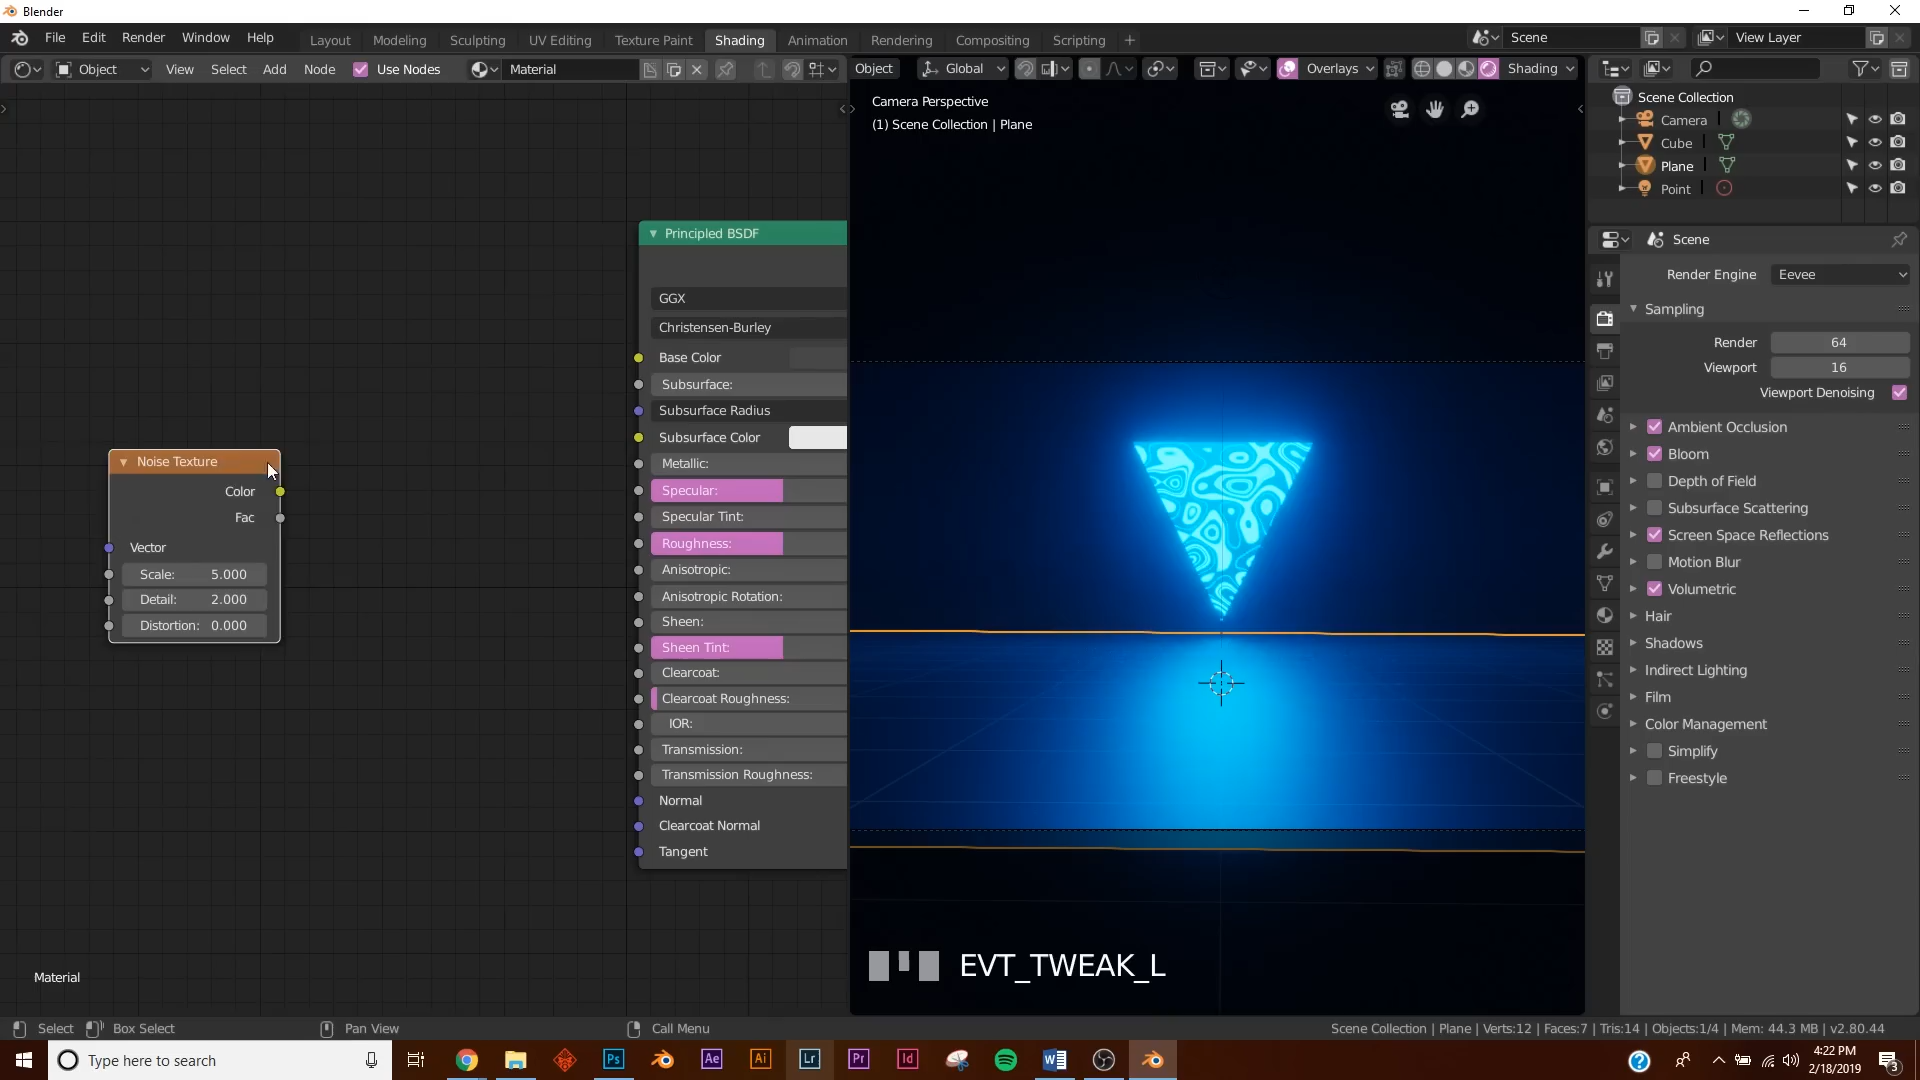 Blender
File Edit Render Window Help
Layout Modeling Sculpting UV Editing Texture Paint Shading Animation Rendering Compositing Scripting +
Scene
View Layer
Object View Select Add Node Use Nodes Material
Object Global Overlays Shading
Camera Perspective
(1) Scene Collection | Plane
Noise Texture
Color
Fac
Vector
Scale: 5.000
Detail: 2.000
Distortion: 0.000
Principled BSDF
GGX
Christensen-Burley
Base Color
Subsurface:
Subsurface Radius
Subsurface Color
Metallic:
Specular:
Specular Tint:
Roughness:
Anisotropic:
Anisotropic Rotation:
Sheen:
Sheen Tint:
Clearcoat:
Clearcoat Roughness:
IOR:
Transmission:
Transmission Roughness:
Normal
Clearcoat Normal
Tangent
Material
EVT_TWEAK_L
Scene Collection
Camera
Cube
Plane
Point
Scene
Render Engine Eevee
Sampling
Render 64
Viewport 16
Viewport Denoising
Ambient Occlusion
Bloom
Depth of Field
Subsurface Scattering
Screen Space Reflections
Motion Blur
Volumetric
Hair
Shadows
Indirect Lighting
Film
Color Management
Simplify
Freestyle
Select Box Select Pan View Call Menu
Scene Collection | Plane | Verts:12 | Faces:7 | Tris:14 | Objects:1/4 | Mem: 44.3 MB | v2.80.44
Type here to search
Ps Ae Ai Lr Pr Id
4:22 PM
2/18/2019
3